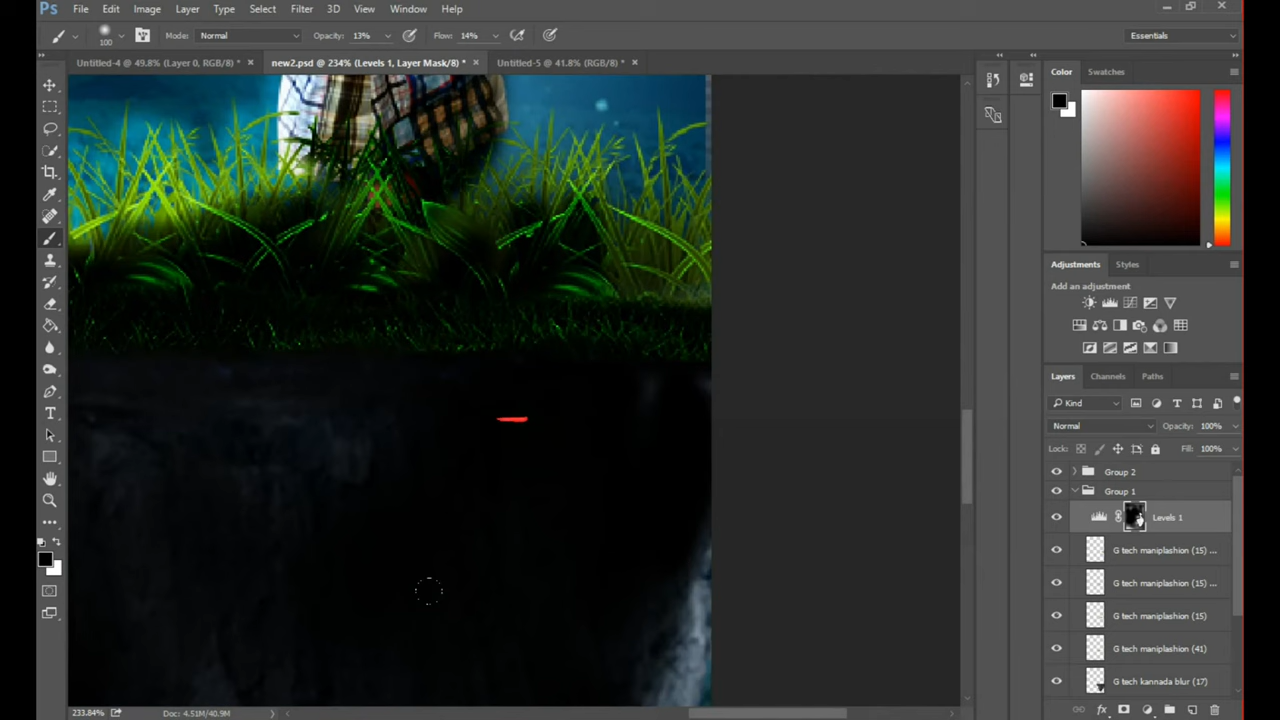 Ps File Edit Image Layer Type Select Filter 3D View Window Help
100 Mode: Normal Opacity: 13% Flow: 14% Essentials
Untitled-4 @ 49.8% (Layer 0, RGB/8) * × new2.psd @ 234% (Levels 1, Layer Mask/8) * × Untitled-5 @ 41.8% (RGB/8) * ×
Color Swatches
Adjustments Styles
Add an adjustment
Layers Channels Paths
Kind
Normal Opacity: 100%
Lock: Fill: 100%
Group 2
Group 1
Levels 1
G tech maniplashion (15) ...
G tech maniplashion (15) ...
G tech maniplashion (15)
G tech maniplashion (41)
G tech kannada blur (17)
233.84% Doc: 4.51M/40.9M